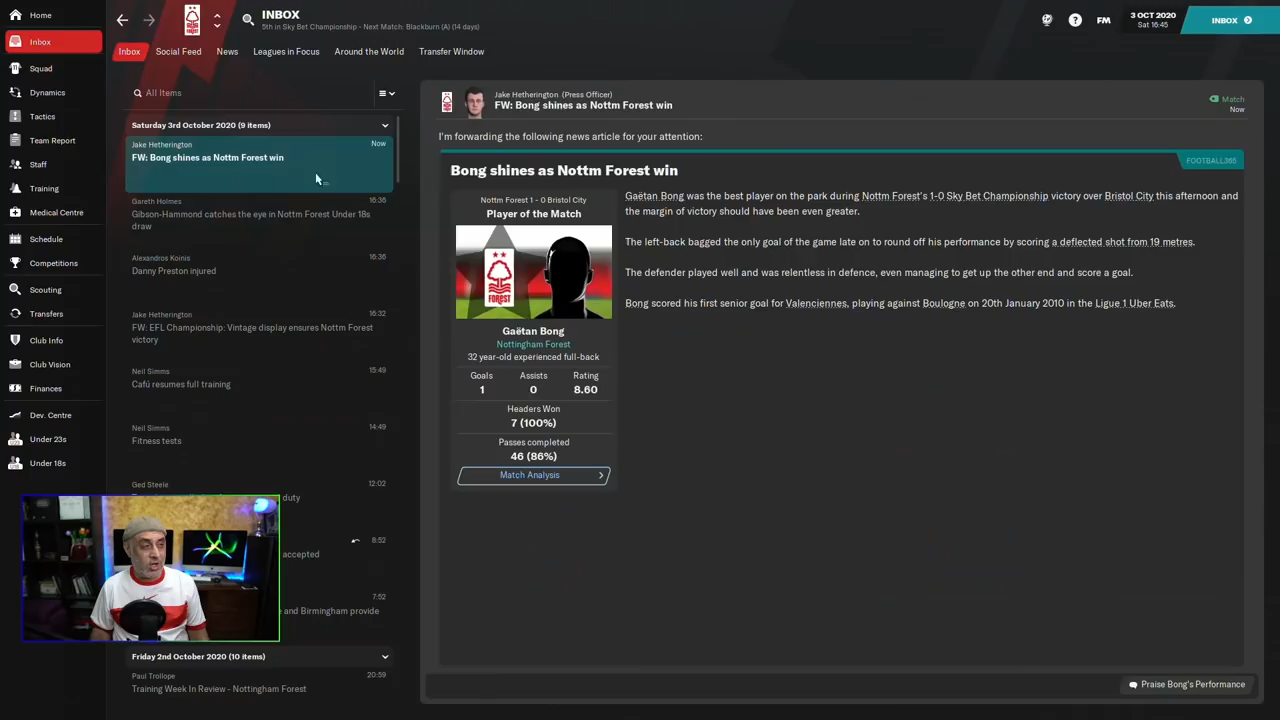 Home
Inbox
Squad
Dynamics
Tactics
Team Report
Staff
Training
Medical Centre
Schedule
Competitions
Scouting
Transfers
Club Info
Club Vision
Finances
Dev. Centre
Under 23s
Under 18s
INBOX
5th in Sky Bet Championship - Next Match: Blackburn (A) (14 days)
FM
3 OCT 2020
Sat 16:45
INBOX
Inbox
Social Feed
News
Leagues in Focus
Around the World
Transfer Window
All Items
Saturday 3rd October 2020 (9 items)
Jake Hetherington
Now
FW: Bong shines as Nottm Forest win
Gareth Holmes
16:36
Gibson-Hammond catches the eye in Nottm Forest Under 18s
draw
Alexandros Koinis
16:36
Danny Preston injured
Jake Hetherington
16:32
FW: EFL Championship: Vintage display ensures Nottm Forest
victory
Neil Simms
15:49
Cafú resumes full training
Neil Simms
14:49
Fitness tests
Ged Steele
12:02
duty
8:52
accepted
7:52
and Birmingham provide
Friday 2nd October 2020 (10 items)
Paul Trollope
20:59
Training Week In Review - Nottingham Forest
Jake Hetherington (Press Officer)
FW: Bong shines as Nottm Forest win
Match
Now
I'm forwarding the following news article for your attention:
FOOTBALL365
Bong shines as Nottm Forest win
Nottm Forest 1 - 0 Bristol City
Player of the Match
FOREST
Gaëtan Bong
Nottingham Forest
32 year-old experienced full-back
Goals
Assists
Rating
1
0
8.60
Headers Won
7 (100%)
Passes completed
46 (86%)
Match Analysis
Gaëtan Bong was the best player on the park during Nottm Forest's 1-0 Sky Bet Championship victory over Bristol City this afternoon and
the margin of victory should have been even greater.
The left-back bagged the only goal of the game late on to round off his performance by scoring a deflected shot from 19 metres.
The defender played well and was relentless in defence, even managing to get up the other end and score a goal.
Bong scored his first senior goal for Valenciennes, playing against Boulogne on 20th January 2010 in the Ligue 1 Uber Eats.
Praise Bong's Performance